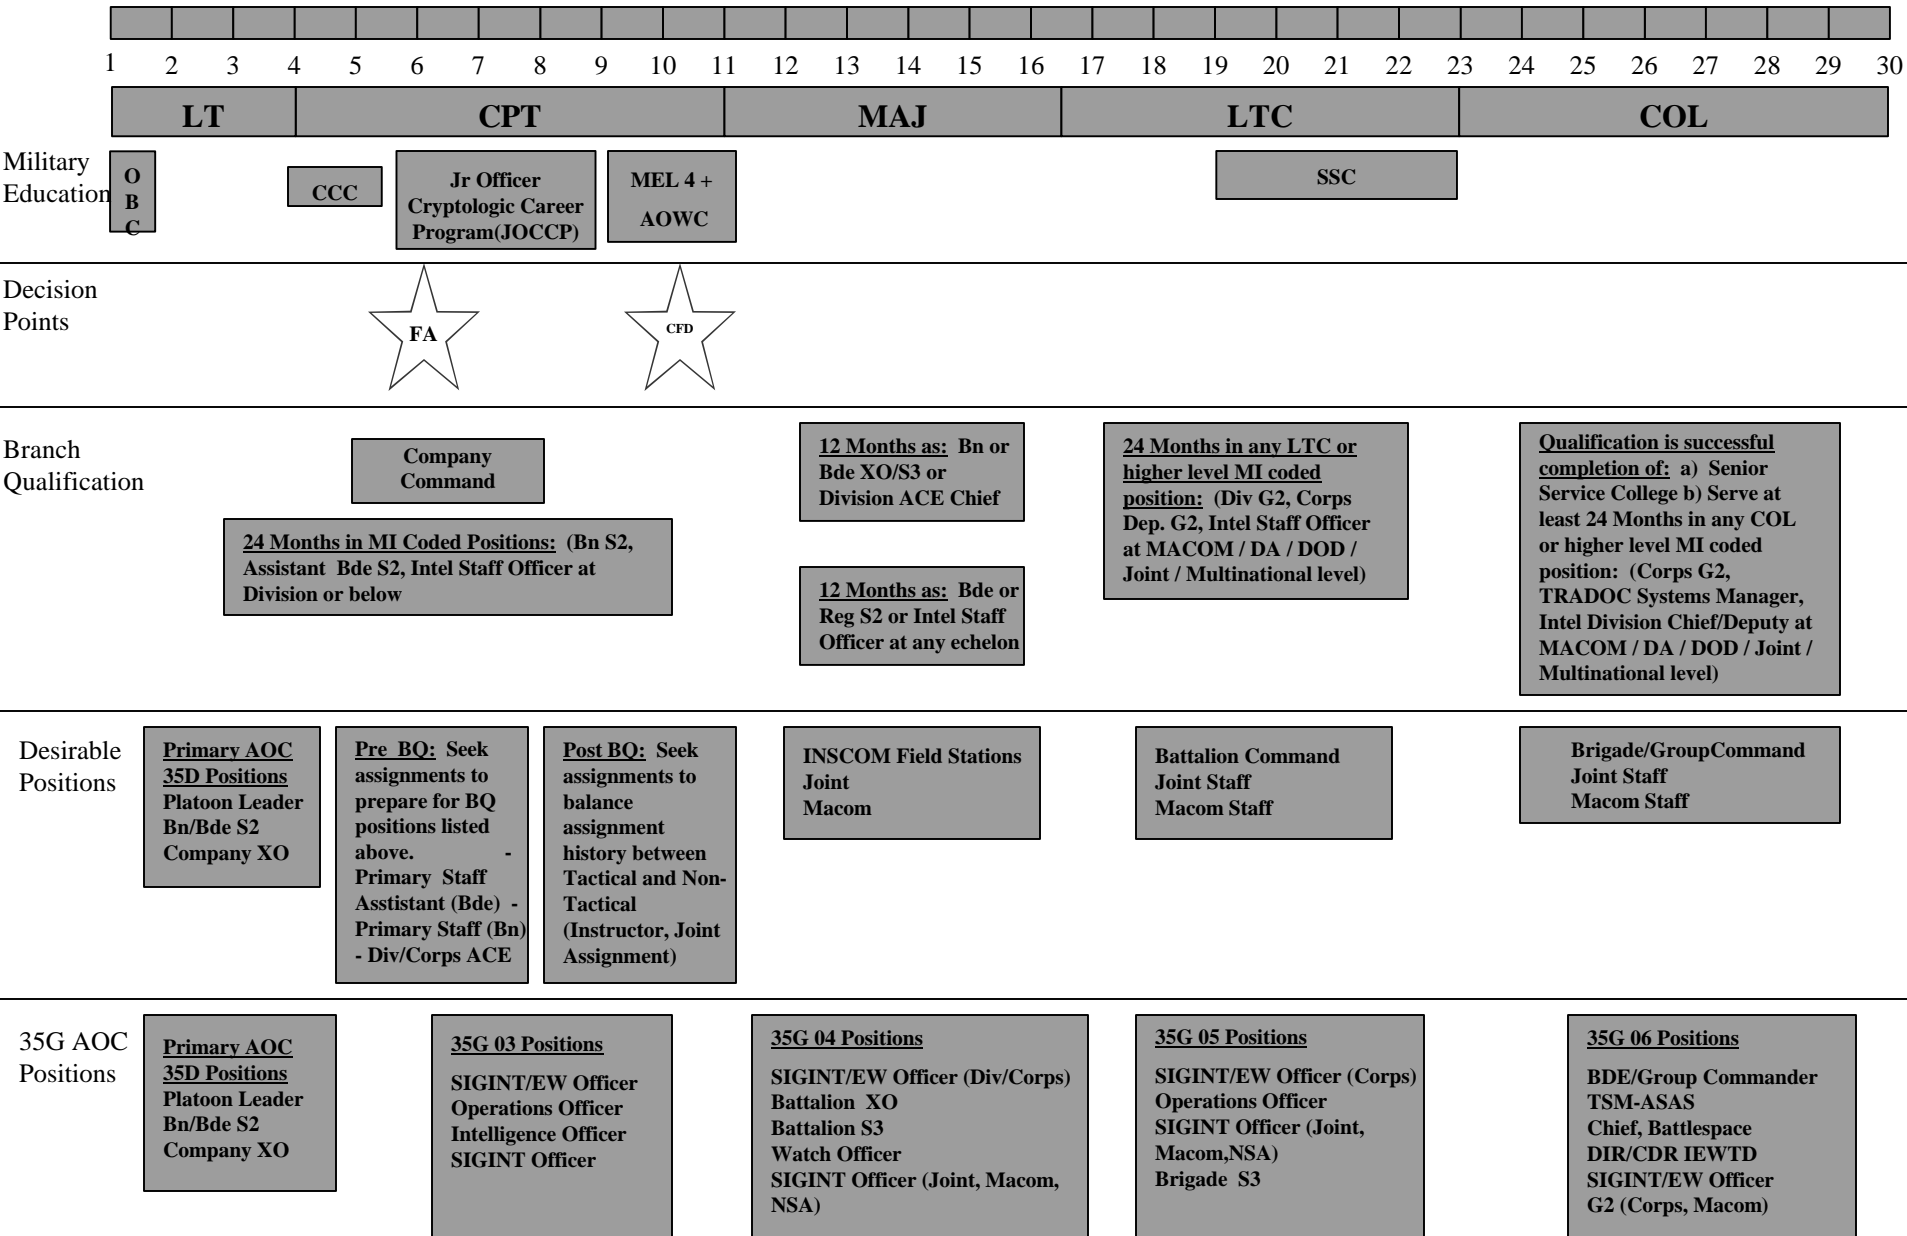 1 2 3 4 5 6 7 8 9 10 11 12 13 14 15 16 17 18 19 20 21 22 23 24 25 26 27 28 29 30
LT CPT MAJ LTC COL
Military
Education
O
B
C
CCC
Jr Officer
Cryptologic Career
Program(JOCCP)
MEL 4 +
AOWC
SSC
Decision
Points
FA
CFD
Branch
Qualification
Company
Command
24 Months in MI Coded Positions: (Bn S2,
Assistant Bde S2, Intel Staff Officer at
Division or below
12 Months as: Bn or
Bde XO/S3 or
Division ACE Chief
12 Months as: Bde or
Reg S2 or Intel Staff
Officer at any echelon
24 Months in any LTC or
higher level MI coded
position: (Div G2, Corps
Dep. G2, Intel Staff Officer
at MACOM / DA / DOD /
Joint / Multinational level)
Qualification is successful
completion of: a) Senior
Service College b) Serve at
least 24 Months in any COL
or higher level MI coded
position: (Corps G2,
TRADOC Systems Manager,
Intel Division Chief/Deputy at
MACOM / DA / DOD / Joint /
Multinational level)
Desirable
Positions
Primary AOC
35D Positions
Platoon Leader
Bn/Bde S2
Company XO
Pre BQ: Seek
assignments to
prepare for BQ
positions listed
above. -
Primary Staff
Asstistant (Bde) -
Primary Staff (Bn)
- Div/Corps ACE
Post BQ: Seek
assignments to
balance
assignment
history between
Tactical and Non-
Tactical
(Instructor, Joint
Assignment)
INSCOM Field Stations
Joint
Macom
Battalion Command
Joint Staff
Macom Staff
Brigade/GroupCommand
Joint Staff
Macom Staff
35G AOC
Positions
Primary AOC
35D Positions
Platoon Leader
Bn/Bde S2
Company XO
35G 03 Positions
SIGINT/EW Officer
Operations Officer
Intelligence Officer
SIGINT Officer
35G 04 Positions
SIGINT/EW Officer (Div/Corps)
Battalion XO
Battalion S3
Watch Officer
SIGINT Officer (Joint, Macom,
NSA)
35G 05 Positions
SIGINT/EW Officer (Corps)
Operations Officer
SIGINT Officer (Joint,
Macom,NSA)
Brigade S3
35G 06 Positions
BDE/Group Commander
TSM-ASAS
Chief, Battlespace
DIR/CDR IEWTD
SIGINT/EW Officer
G2 (Corps, Macom)